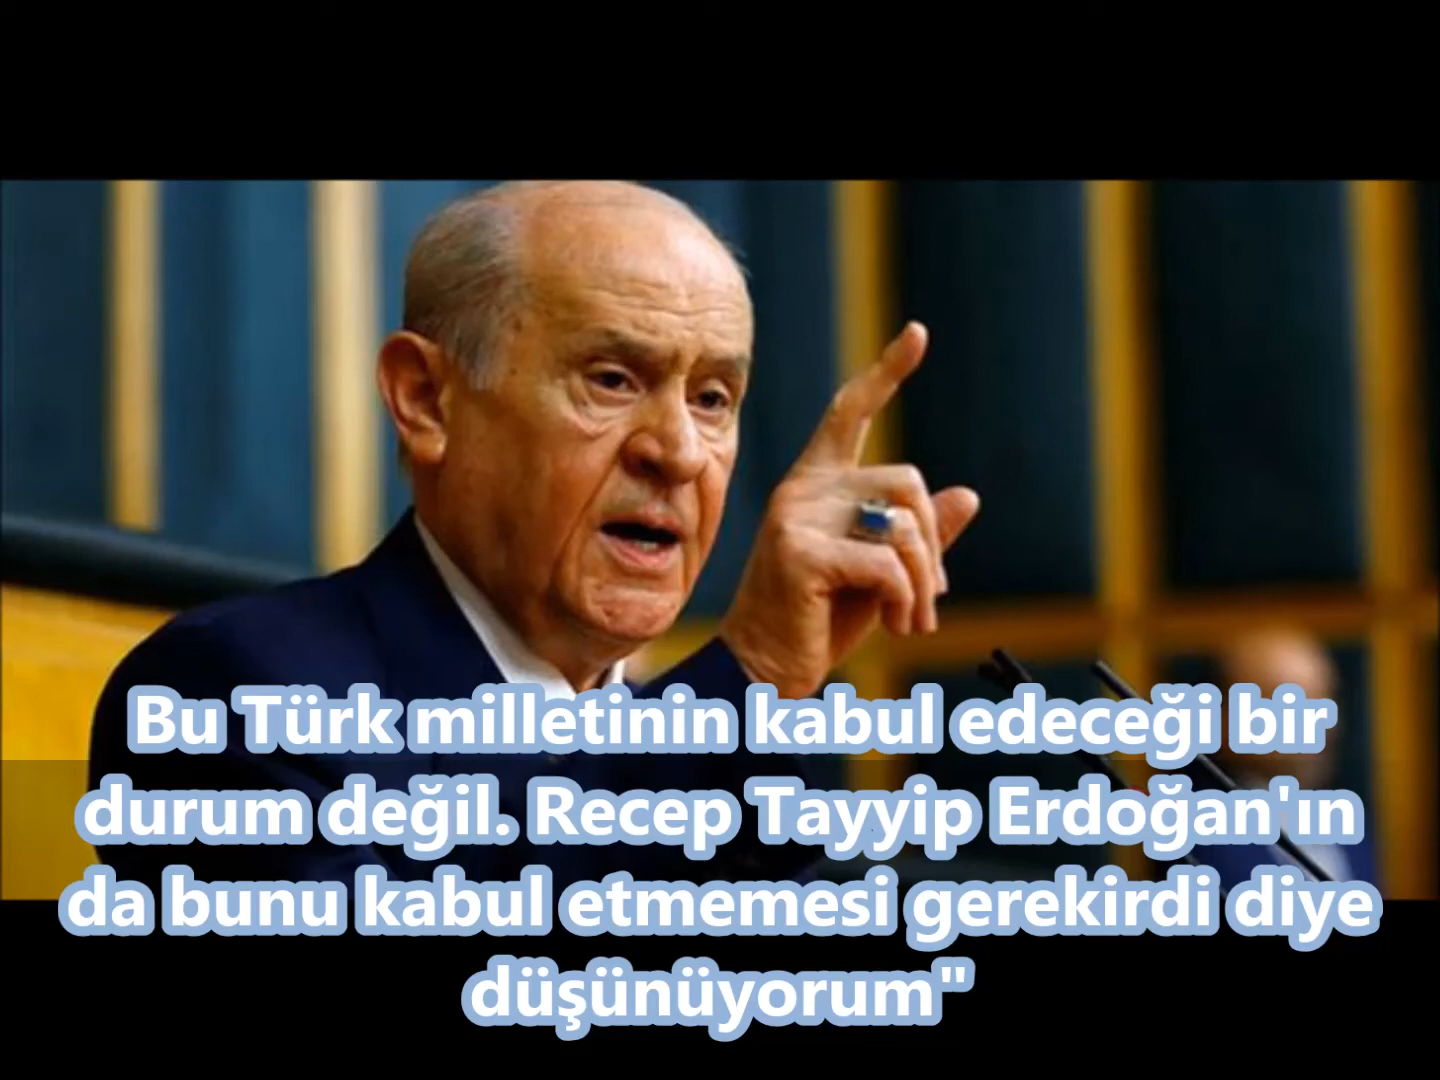 Bu Türk milletinin kabul edeceği bir
durum değil. Recep Tayyip Erdoğan'ın
da bunu kabul etmemesi gerekirdi diye
düşünüyorum"